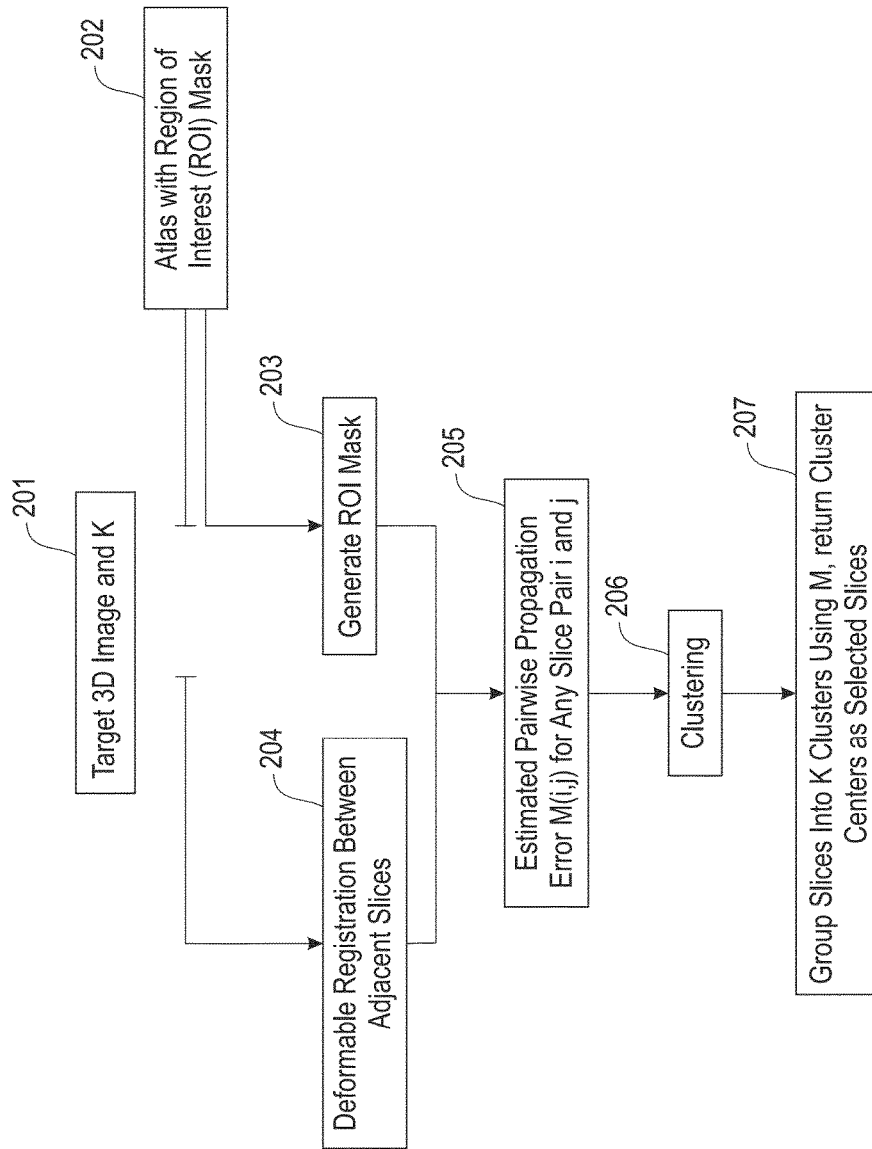 201
Target 3D Image and K
202
Atlas with Region of
Interest (ROI) Mask
203
Generate ROI Mask
204
Deformable Registration Between
Adjacent Slices
205
Estimated Pairwise Propagation
Error M(i,j) for Any Slice Pair i and j
206
Clustering
207
Group Slices Into K Clusters Using M, return Cluster
Centers as Selected Slices